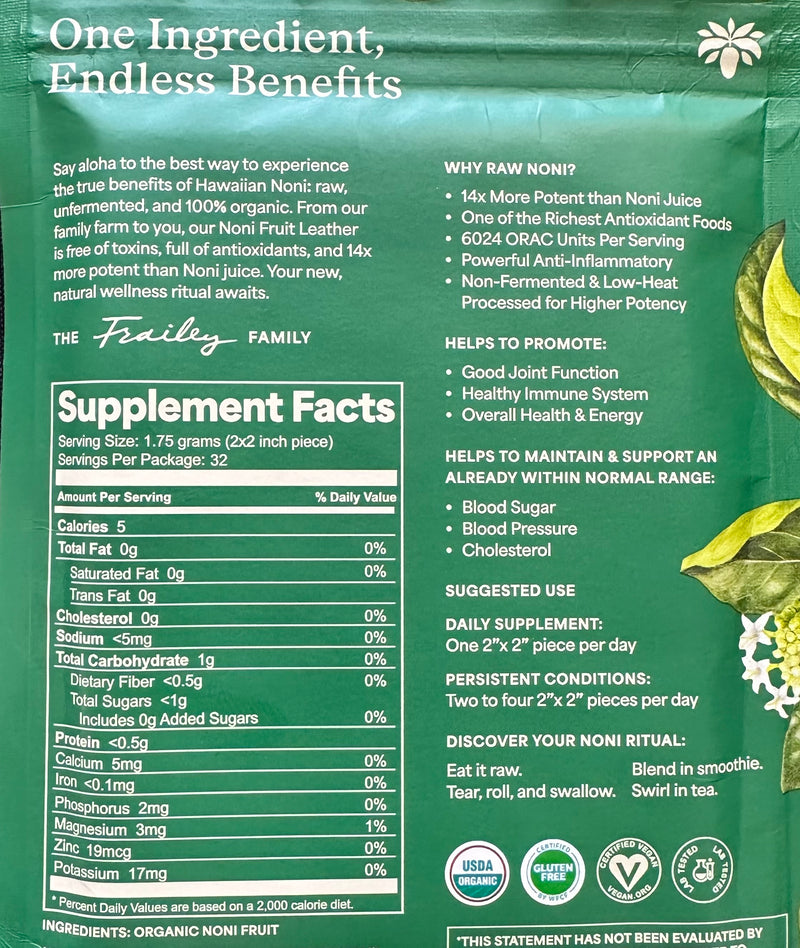 One Ingredient,
Endless Benefits
Say aloha to the best way to experience
the true benefits of Hawaiian Noni: raw,
unfermented, and 100% organic. From our
family farm to you, our Noni Fruit Leather
is free of toxins, full of antioxidants, and 14x
more potent than Noni juice. Your new,
natural wellness ritual awaits.
THE Frailey FAMILY
Supplement Facts
Serving Size: 1.75 grams (2x2 inch piece)
Servings Per Package: 32
Amount Per Serving % Daily Value
Calories 5
Total Fat 0g 0%
Saturated Fat 0g 0%
Trans Fat 0g
Cholesterol 0g 0%
Sodium <5mg 0%
Total Carbohydrate 1g 0%
Dietary Fiber <0.5g 0%
Total Sugars <1g
Includes 0g Added Sugars 0%
Protein <0.5g
Calcium 5mg 0%
Iron <0.1mg 0%
Phosphorus 2mg 0%
Magnesium 3mg 1%
Zinc 19mcg 0%
Potassium 17mg 0%
* Percent Daily Values are based on a 2,000 calorie diet.
INGREDIENTS: ORGANIC NONI FRUIT
WHY RAW NONI?
• 14x More Potent than Noni Juice
• One of the Richest Antioxidant Foods
• 6024 ORAC Units Per Serving
• Powerful Anti-Inflammatory
• Non-Fermented & Low-Heat
Processed for Higher Potency
HELPS TO PROMOTE:
• Good Joint Function
• Healthy Immune System
• Overall Health & Energy
HELPS TO MAINTAIN & SUPPORT AN
ALREADY WITHIN NORMAL RANGE:
• Blood Sugar
• Blood Pressure
• Cholesterol
SUGGESTED USE
DAILY SUPPLEMENT:
One 2”x 2” piece per day
PERSISTENT CONDITIONS:
Two to four 2”x 2” pieces per day
DISCOVER YOUR NONI RITUAL:
Eat it raw. Blend in smoothie.
Tear, roll, and swallow. Swirl in tea.
USDA
ORGANIC
CERTIFIED
GLUTEN
FREE
BY WFCF
CERTIFIED VEGAN
VEGAN.ORG
LAB TESTED
LAB TESTED
*THIS STATEMENT HAS NOT BEEN EVALUATED BY